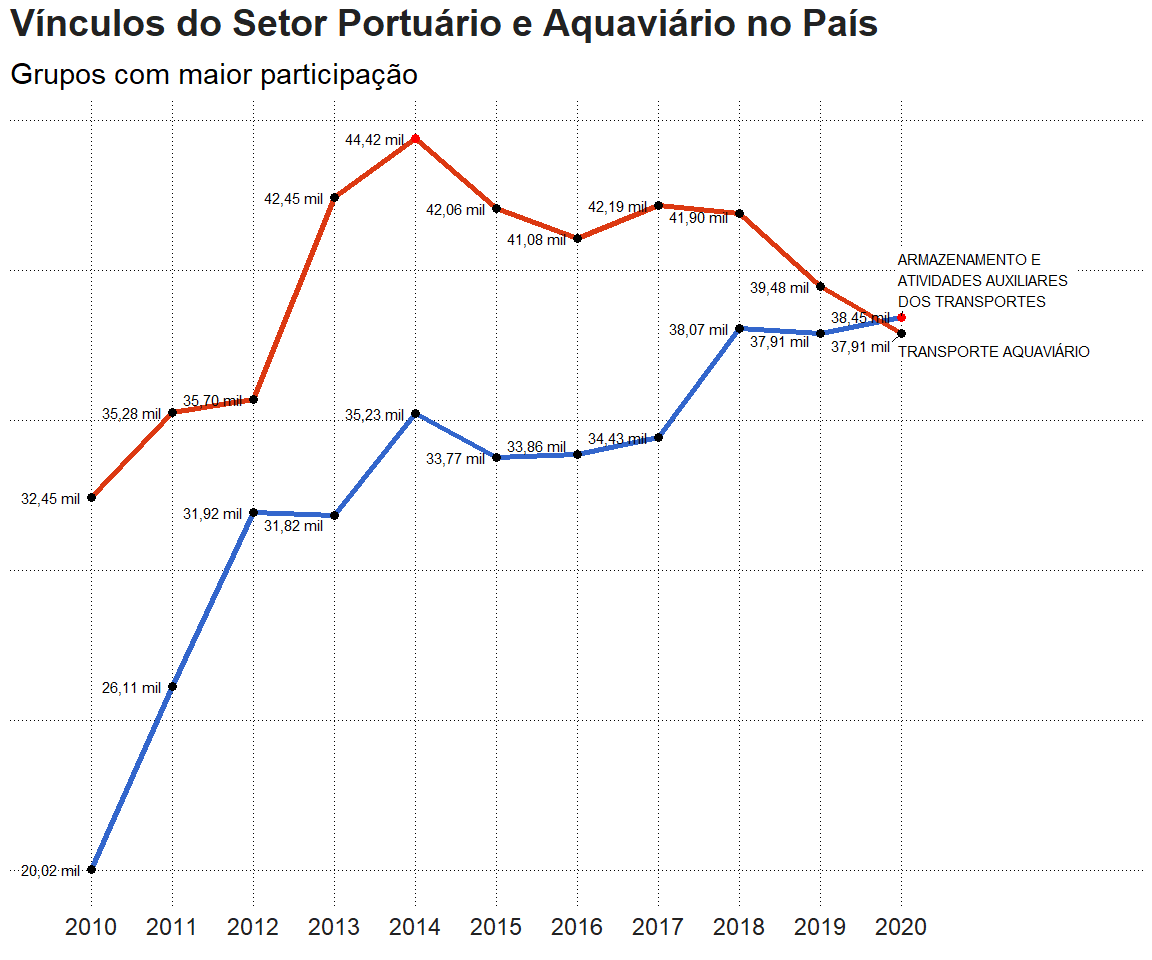 Vínculos do Setor Portuário e Aquaviário no País
Grupos com maior participação
44,42 mil
42,45 mil
42,06 mil
42,19 mil
41,90 mil
41,08 mil
ARMAZENAMENTO E
ATIVIDADES AUXILIARES
DOS TRANSPORTES
39,48 mil
38,45 mil
38,07 mil
37,91 mil
37,91 mil
TRANSPORTE AQUAVIÁRIO
35,70 mil
35,28 mil
35,23 mil
34,43 mil
33,86 mil
33,77 mil
32,45 mil
31,92 mil
31,82 mil
26,11 mil
20,02 mil
2010 2011 2012 2013 2014 2015 2016 2017 2018 2019 2020